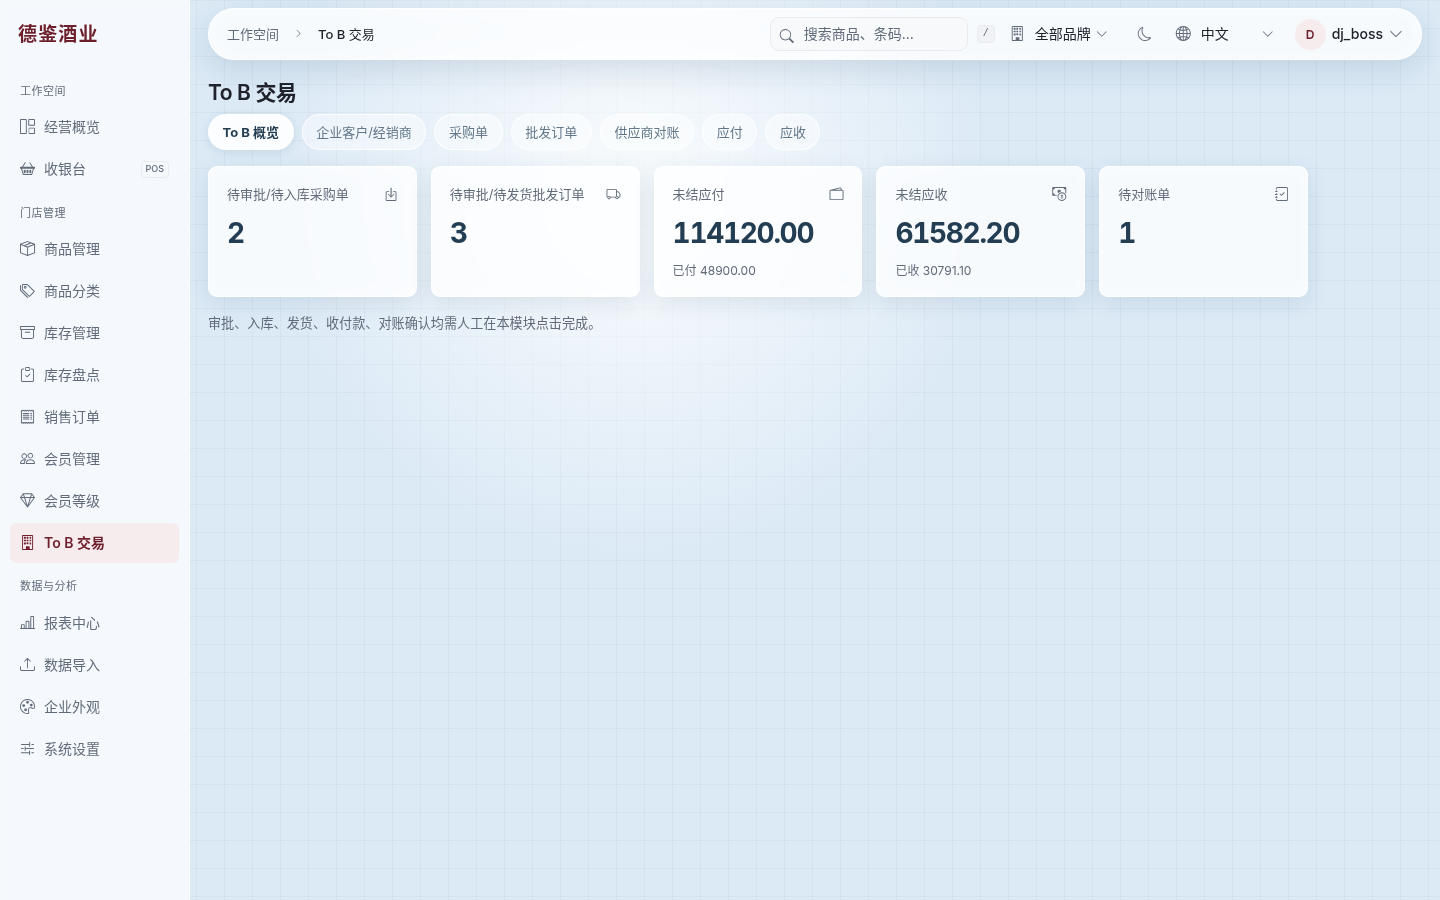 德鉴酒业
工作空间
经营概览
收银台 POS
门店管理
商品管理
商品分类
库存管理
库存盘点
销售订单
会员管理
会员等级
To B 交易
数据与分析
报表中心
数据导入
企业外观
系统设置
工作空间 To B 交易 搜索商品、条码... / 全部品牌 中文 D dj_boss
To B 交易
To B 概览 企业客户/经销商 采购单 批发订单 供应商对账 应付 应收
待审批/待入库采购单
2
待审批/待发货批发订单
3
未结应付
114120.00
已付 48900.00
未结应收
61582.20
已收 30791.10
待对账单
1
审批、入库、发货、收付款、对账确认均需人工在本模块点击完成。